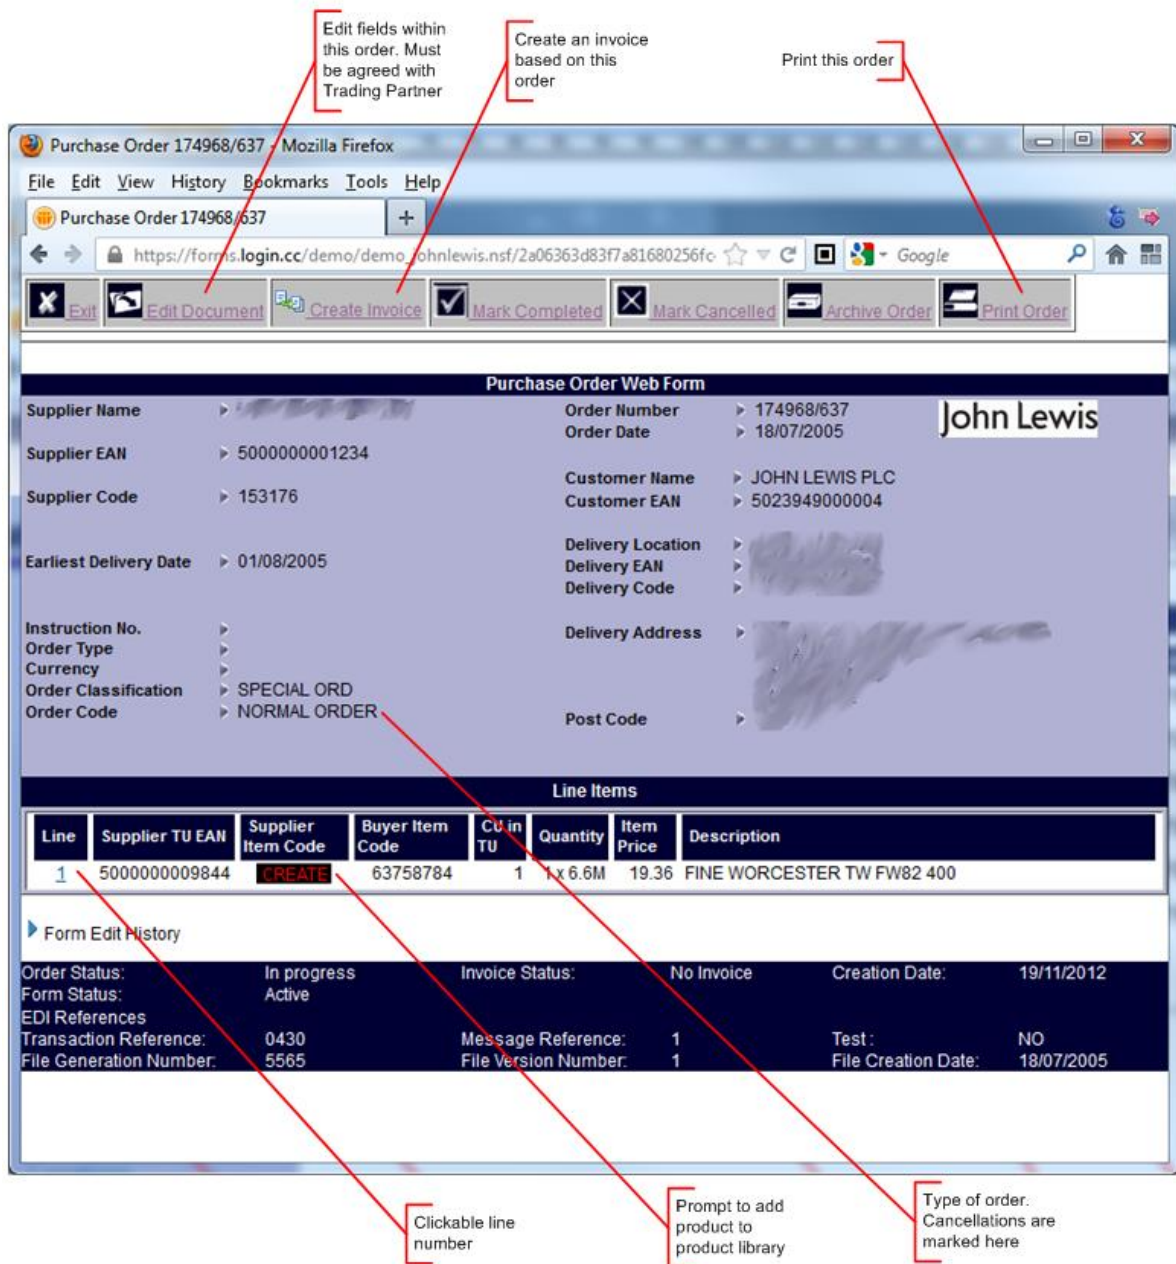 Edit fields within
this order. Must
be agreed with
Trading Partner
Create an invoice
based on this
order
Print this order
Purchase Order 174968/637 - Mozilla Firefox
File Edit View History Bookmarks Tools Help
Purchase Order 174968/637 +
https://forms.login.cc/demo/demo_johnlewis.nsf/2a06363d83f7a81680256fc Google
Exit Edit Document Create Invoice Mark Completed Mark Cancelled Archive Order Print Order
Purchase Order Web Form
Supplier Name
Order Number 174968/637
John Lewis
Order Date 18/07/2005
Supplier EAN 5000000001234
Customer Name JOHN LEWIS PLC
Supplier Code 153176
Customer EAN 5023949000004
Delivery Location
Earliest Delivery Date 01/08/2005
Delivery EAN
Delivery Code
Instruction No.
Delivery Address
Order Type
Currency
Order Classification SPECIAL ORD
Order Code NORMAL ORDER
Post Code
Line Items
Line Supplier TU EAN Supplier Item Code Buyer Item Code CU in TU Quantity Item Price Description
1 5000000009844 CREATE 63758784 1 1 x 6.6M 19.36 FINE WORCESTER TW FW82 400
Form Edit History
Order Status: In progress Invoice Status: No Invoice Creation Date: 19/11/2012
Form Status: Active
EDI References
Transaction Reference: 0430 Message Reference: 1 Test : NO
File Generation Number: 5565 File Version Number: 1 File Creation Date: 18/07/2005
Clickable line
number
Prompt to add
product to
product library
Type of order.
Cancellations are
marked here